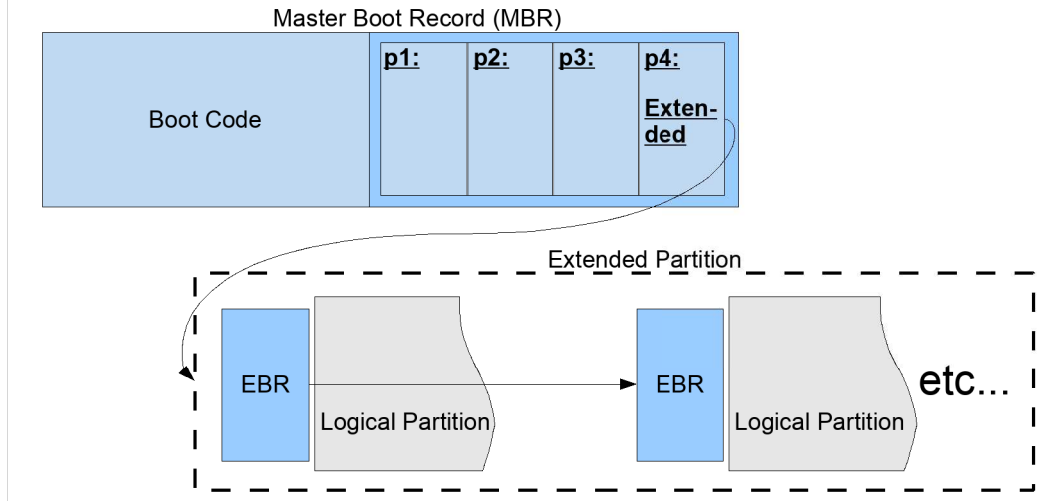 Master Boot Record (MBR)
Boot Code
p1:
p2:
p3:
p4:
Exten-
ded
Extended Partition
EBR
Logical Partition
EBR
Logical Partition
etc...